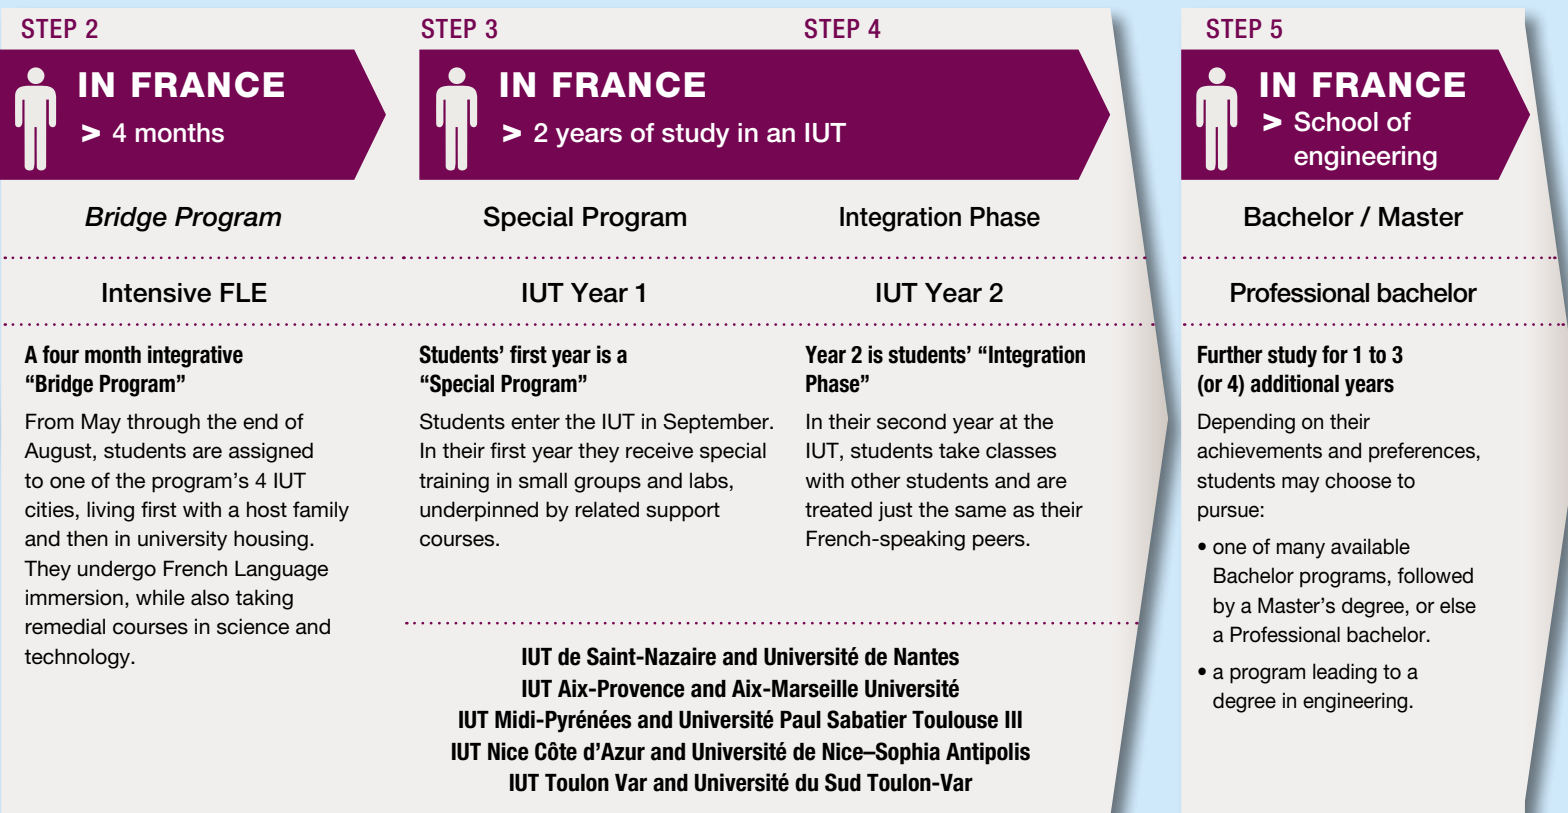 STEP 2
IN FRANCE
> 4 months
Bridge Program
Intensive FLE
A four month integrative
“Bridge Program”
From May through the end of
August, students are assigned
to one of the program’s 4 IUT
cities, living first with a host family
and then in university housing.
They undergo French Language
immersion, while also taking
remedial courses in science and
technology.
STEP 3
STEP 4
IN FRANCE
> 2 years of study in an IUT
Special Program
IUT Year 1
Students’ first year is a
“Special Program”
Students enter the IUT in September.
In their first year they receive special
training in small groups and labs,
underpinned by related support
courses.
Integration Phase
IUT Year 2
Year 2 is students’ “Integration
Phase”
In their second year at the
IUT, students take classes
with other students and are
treated just the same as their
French-speaking peers.
IUT de Saint-Nazaire and Université de Nantes
IUT Aix-Provence and Aix-Marseille Université
IUT Midi-Pyrénées and Université Paul Sabatier Toulouse III
IUT Nice Côte d’Azur and Université de Nice–Sophia Antipolis
IUT Toulon Var and Université du Sud Toulon-Var
STEP 5
IN FRANCE
> School of
engineering
Bachelor / Master
Professional bachelor
Further study for 1 to 3
(or 4) additional years
Depending on their
achievements and preferences,
students may choose to
pursue:
• one of many available
Bachelor programs, followed
by a Master’s degree, or else
a Professional bachelor.
• a program leading to a
degree in engineering.